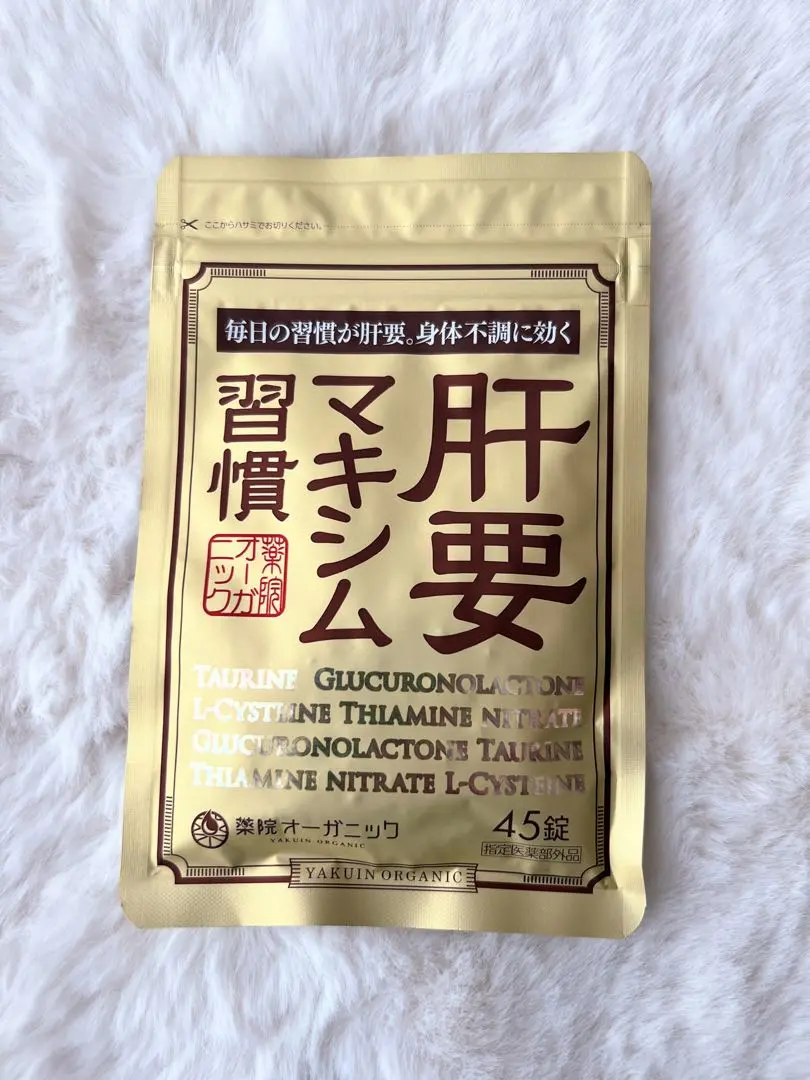 ここからハサミでお切りください。
毎日の習慣が肝要。身体不調に効く
肝要
マキシム
習慣
薬院
オーガ
ニック
TAURINE GLUCURONOLACTONE
L-CYSTEINE THIAMINE NITRATE
GLUCURONOLACTONE TAURINE
THIAMINE NITRATE L-CYSTEINE
薬院オーガニック
YAKUIN ORGANIC
45錠
指定医薬部外品
YAKUIN ORGANIC